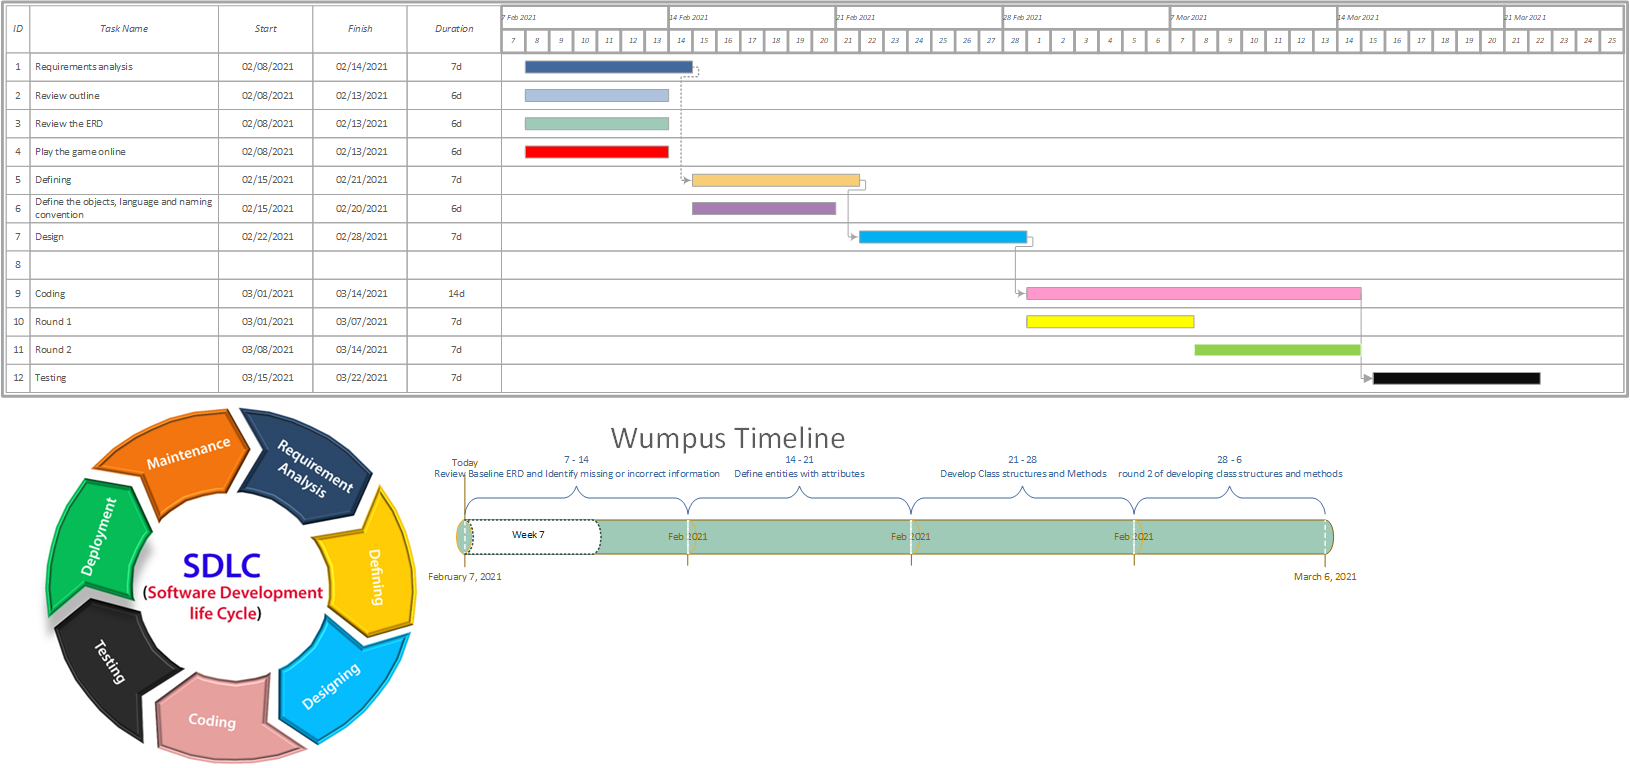 ID Task Name Start Finish Duration 7 Feb 2021 14 Feb 2021 21 Feb 2021 28 Feb 2021 7 Mar 2021 14 Mar 2021 21 Mar 2021
7 8 9 10 11 12 13 14 15 16 17 18 19 20 21 22 23 24 25 26 27 28 1 2 3 4 5 6 7 8 9 10 11 12 13 14 15 16 17 18 19 20 21 22 23 24 25
1 Requirements analysis 02/08/2021 02/14/2021 7d
2 Review outline 02/08/2021 02/13/2021 6d
3 Review the ERD 02/08/2021 02/13/2021 6d
4 Play the game online 02/08/2021 02/13/2021 6d
5 Defining 02/15/2021 02/21/2021 7d
6 Define the objects, language and naming
convention 02/15/2021 02/20/2021 6d
7 Design 02/22/2021 02/28/2021 7d
8
9 Coding 03/01/2021 03/14/2021 14d
10 Round 1 03/01/2021 03/07/2021 7d
11 Round 2 03/08/2021 03/14/2021 7d
12 Testing 03/15/2021 03/22/2021 7d
Maintenance
Requirement
Analysis
Defining
Designing
Coding
Testing
Deployment
SDLC
(Software Development
life Cycle)
Wumpus Timeline
Today
7 - 14
Review Baseline ERD and Identify missing or incorrect information
14 - 21
Define entities with attributes
21 - 28
Develop Class structures and Methods
28 - 6
round 2 of developing class structures and methods
Week 7
Feb 2021
Feb 2021
Feb 2021
February 7, 2021
March 6, 2021